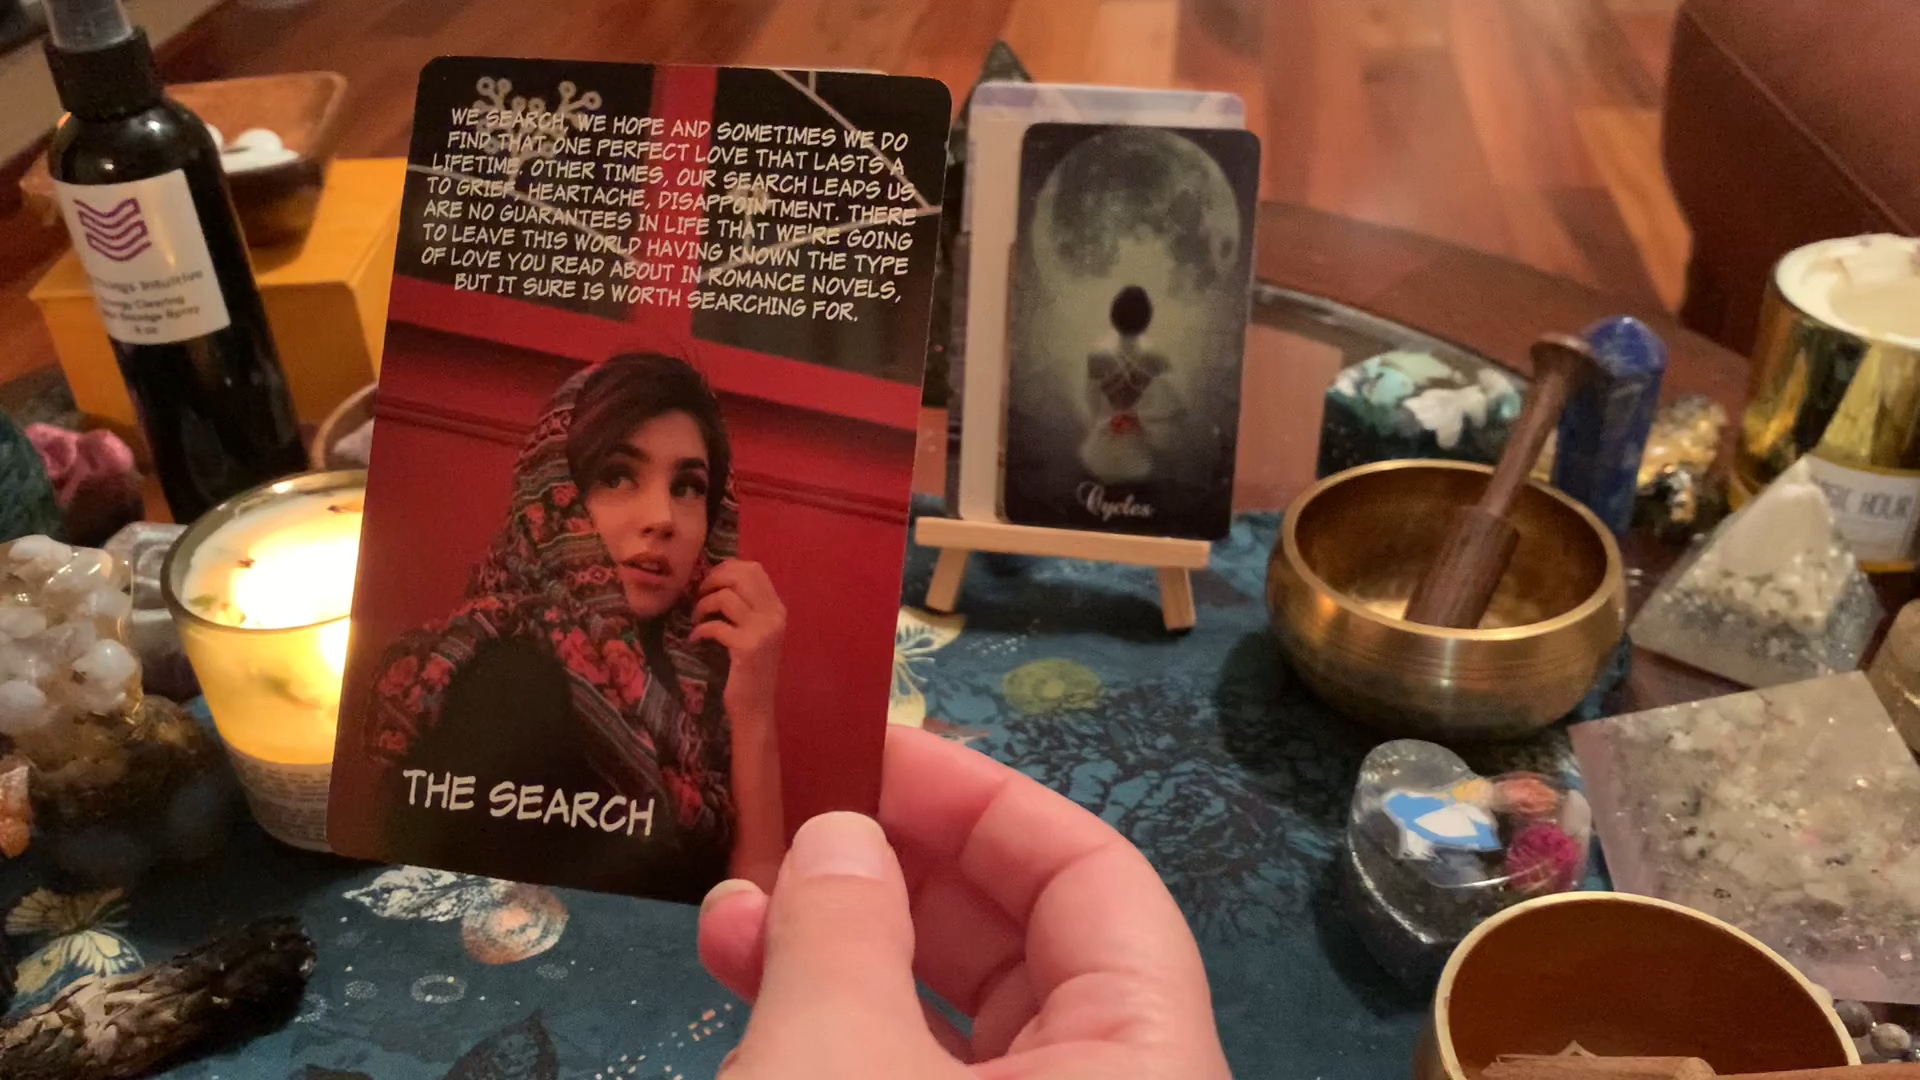 WE SEARCH, WE HOPE AND SOMETIMES WE DO
FIND THAT ONE PERFECT LOVE THAT LASTS A
LIFETIME. OTHER TIMES, OUR SEARCH LEADS US
TO GRIEF, HEARTACHE, DISAPPOINTMENT. THERE
ARE NO GUARANTEES IN LIFE THAT WE'RE GOING
TO LEAVE THIS WORLD HAVING KNOWN THE TYPE
OF LOVE YOU READ ABOUT IN ROMANCE NOVELS,
BUT IT SURE IS WORTH SEARCHING FOR.
THE SEARCH
Cycles
Intuitive
Clearing
Spray
HOUR